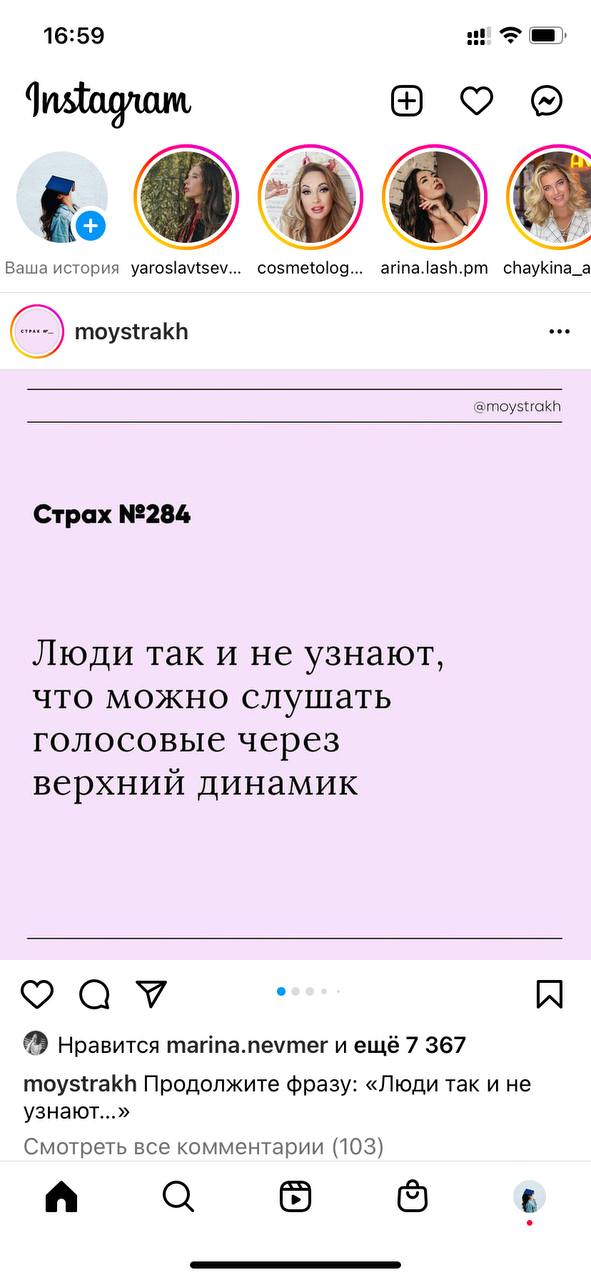 16:59
Instagram
Ваша история yaroslavtsev... cosmetolog... arina.lash.pm chaykina_a
СТРАХ №__
moystrakh
@moystrakh
Страх №284
Люди так и не узнают,
что можно слушать
голосовые через
верхний динамик
Нравится marina.nevmer и ещё 7 367
moystrakh Продолжите фразу: «Люди так и не
узнают...»
Смотреть все комментарии (103)